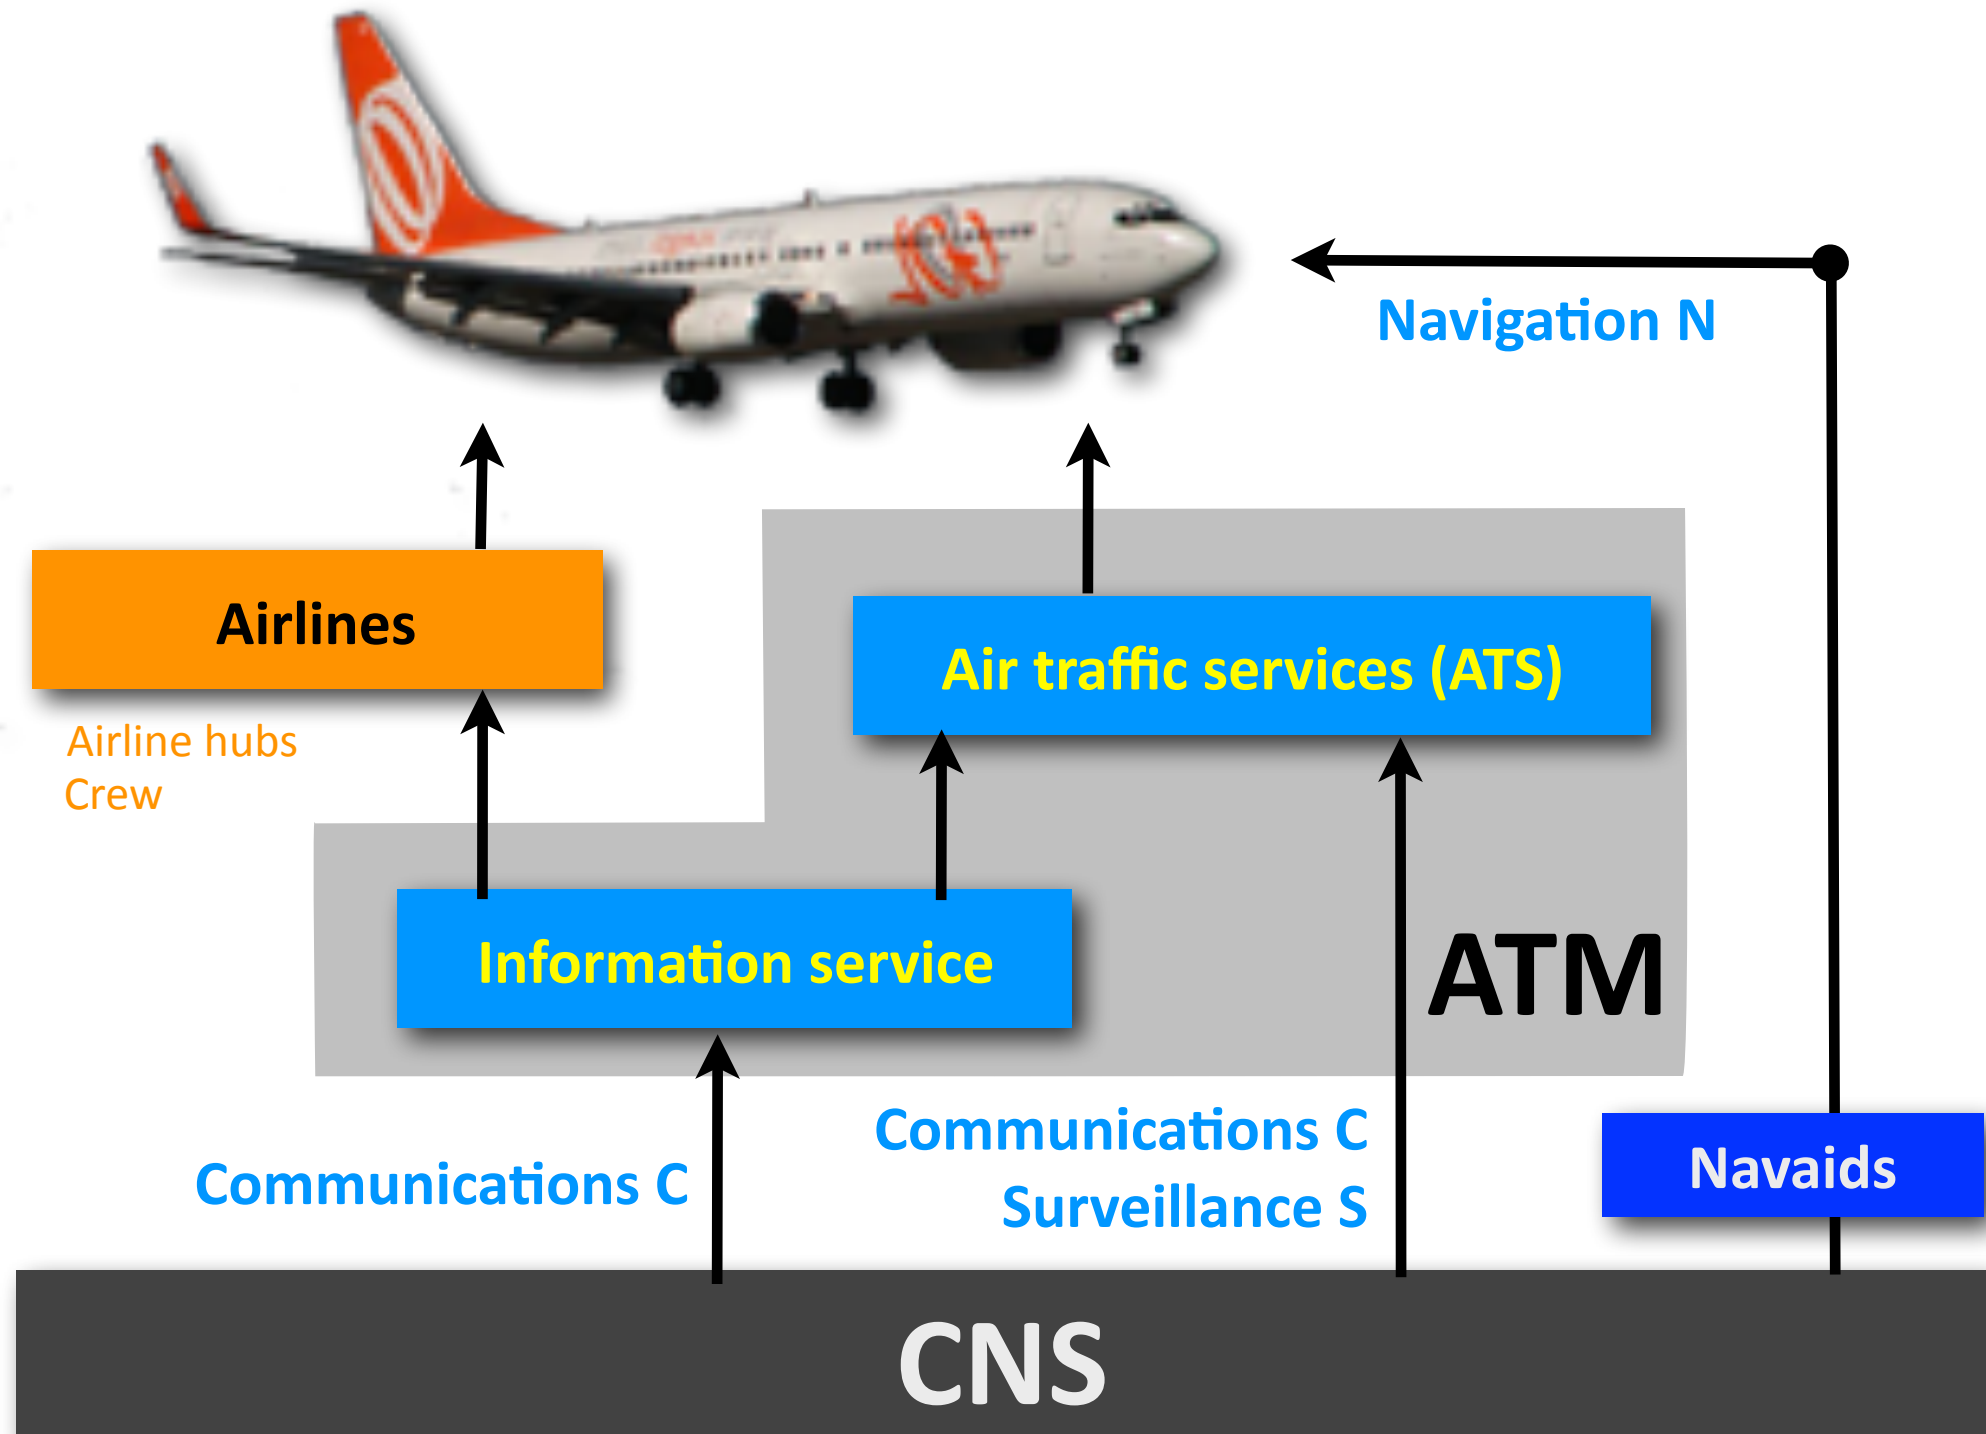 Navigation N
Airlines
Air traffic services (ATS)
Airline hubs
Crew
Information service
ATM
Communications C
Communications C
Surveillance S
Navaids
CNS